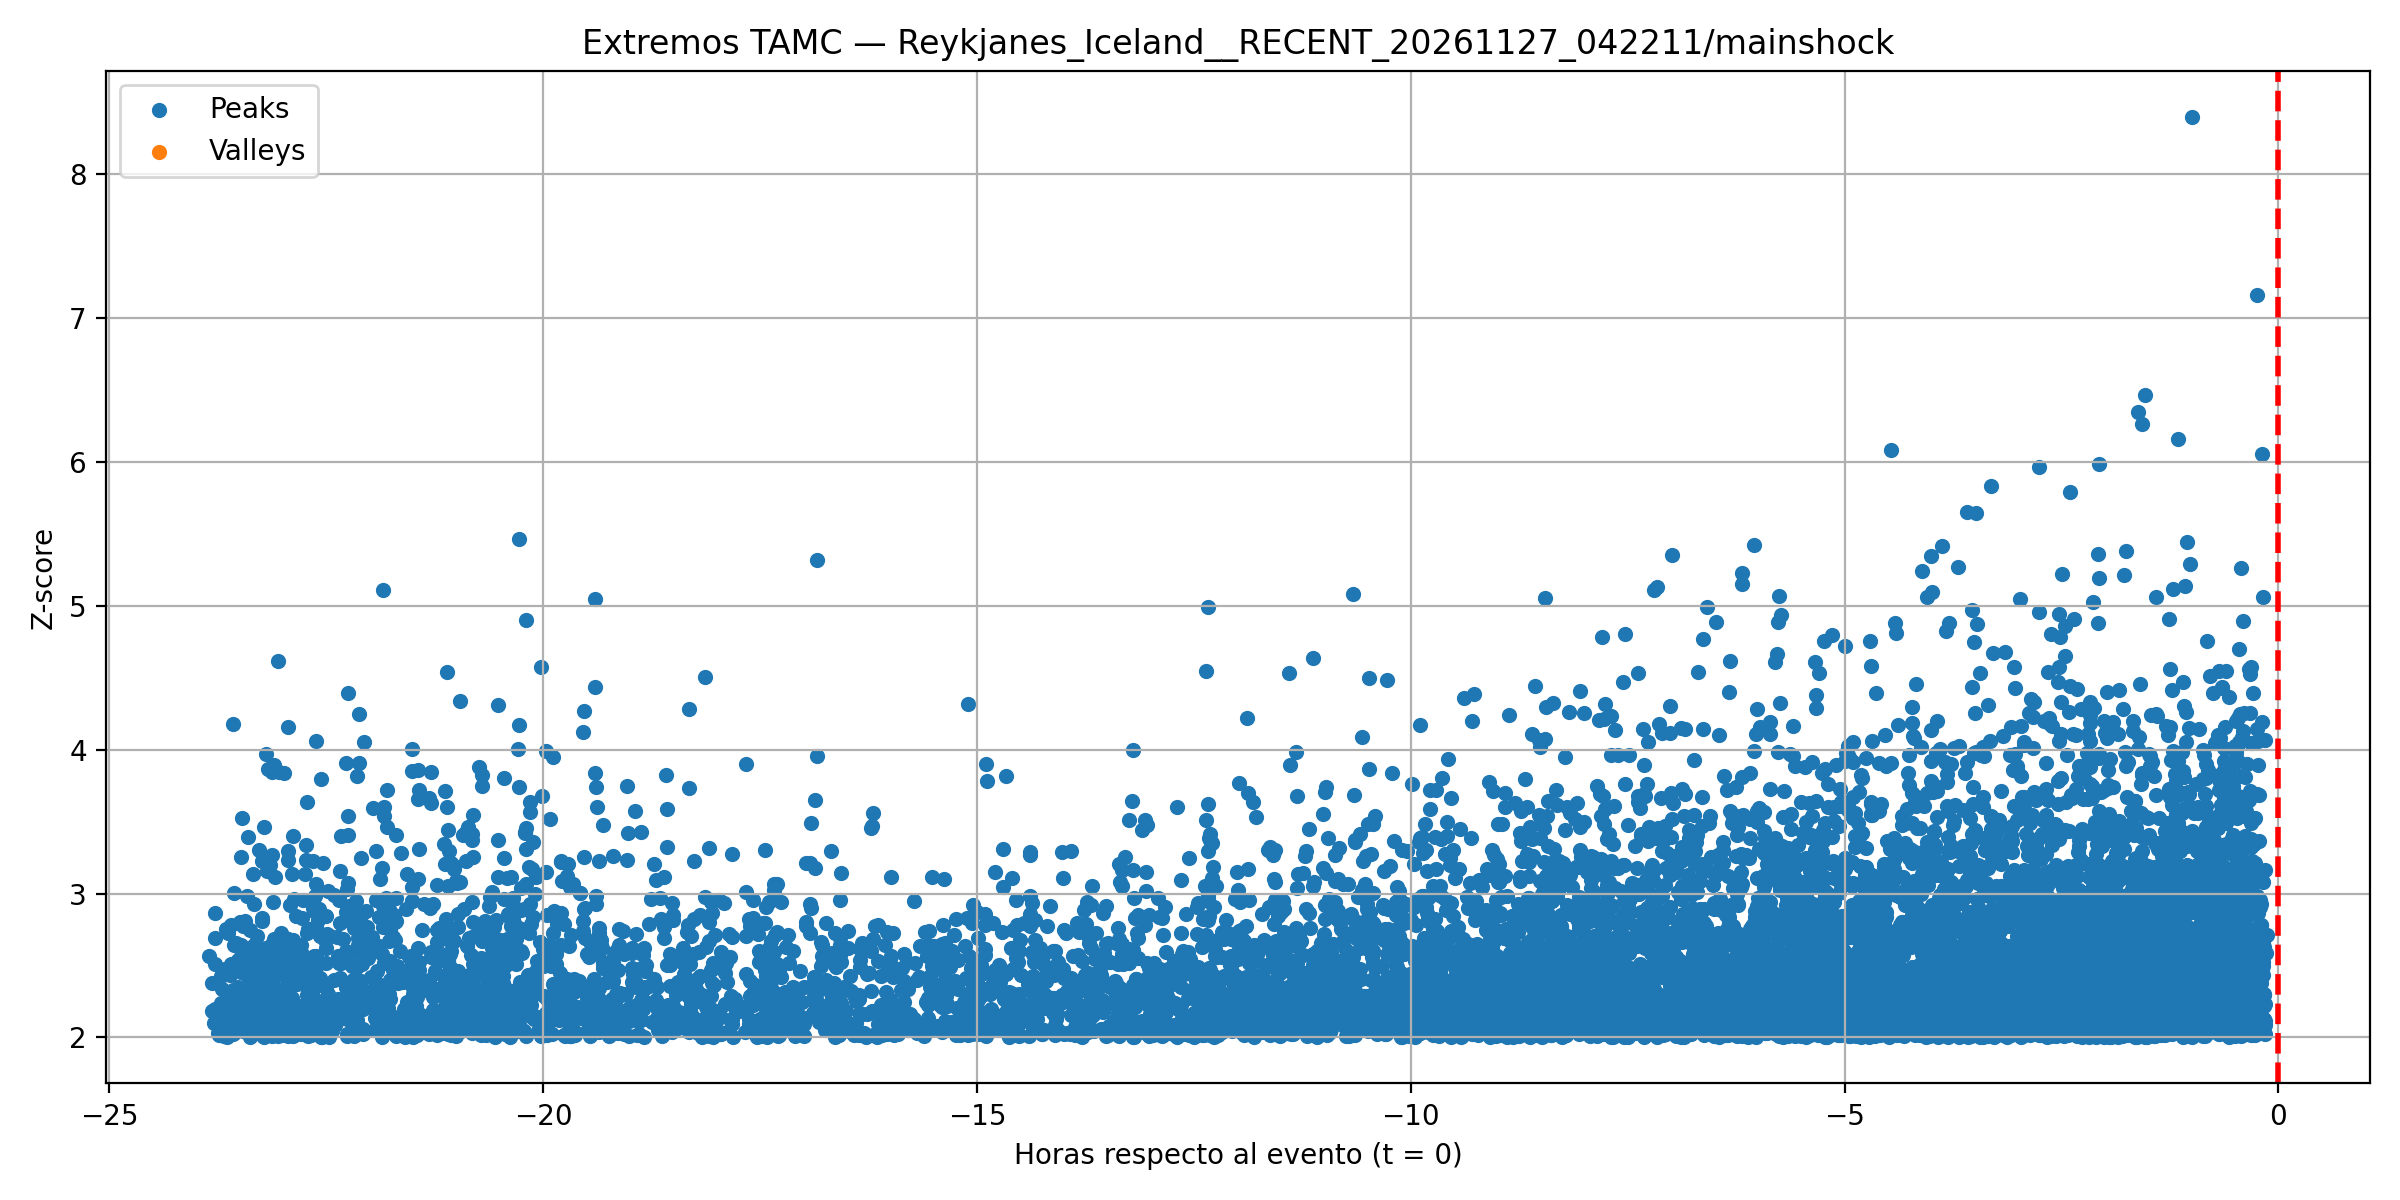 Extremos TAMC — Reykjanes_Iceland__RECENT_20261127_042211/mainshock
Peaks
Valleys
8
7
6
5
4
3
2
Z-score
−25
−20
−15
−10
−5
0
Horas respecto al evento (t = 0)